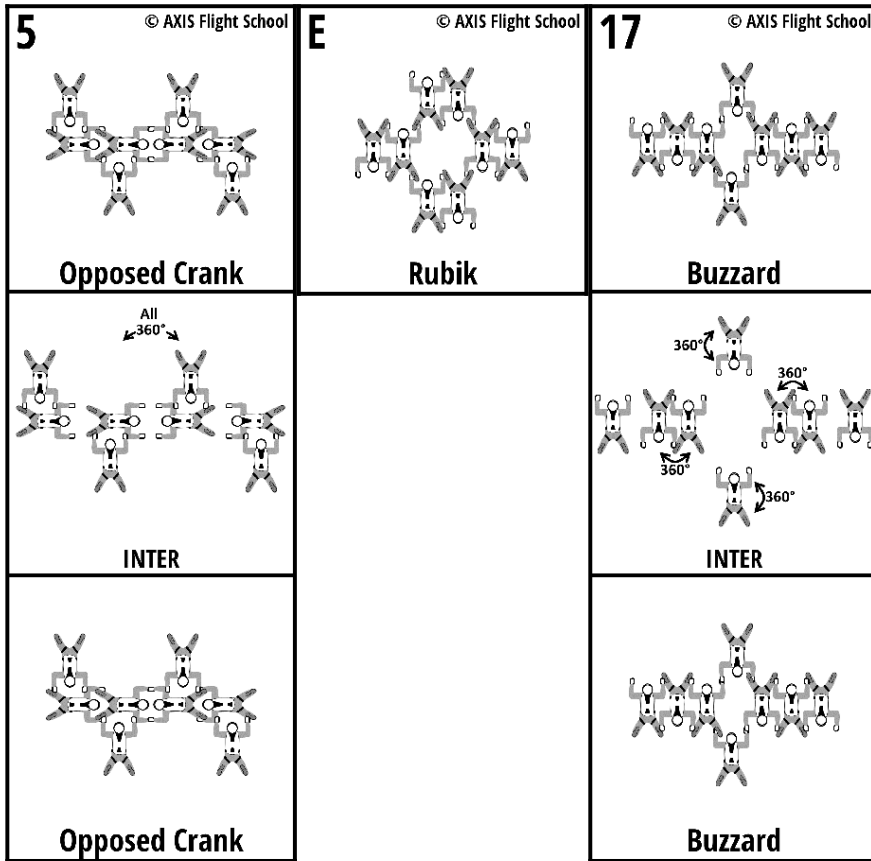 5 © AXIS Flight School
Opposed Crank
All
360°
INTER
Opposed Crank
E © AXIS Flight School
Rubik
17 © AXIS Flight School
Buzzard
360°
360°
360°
360°
INTER
Buzzard